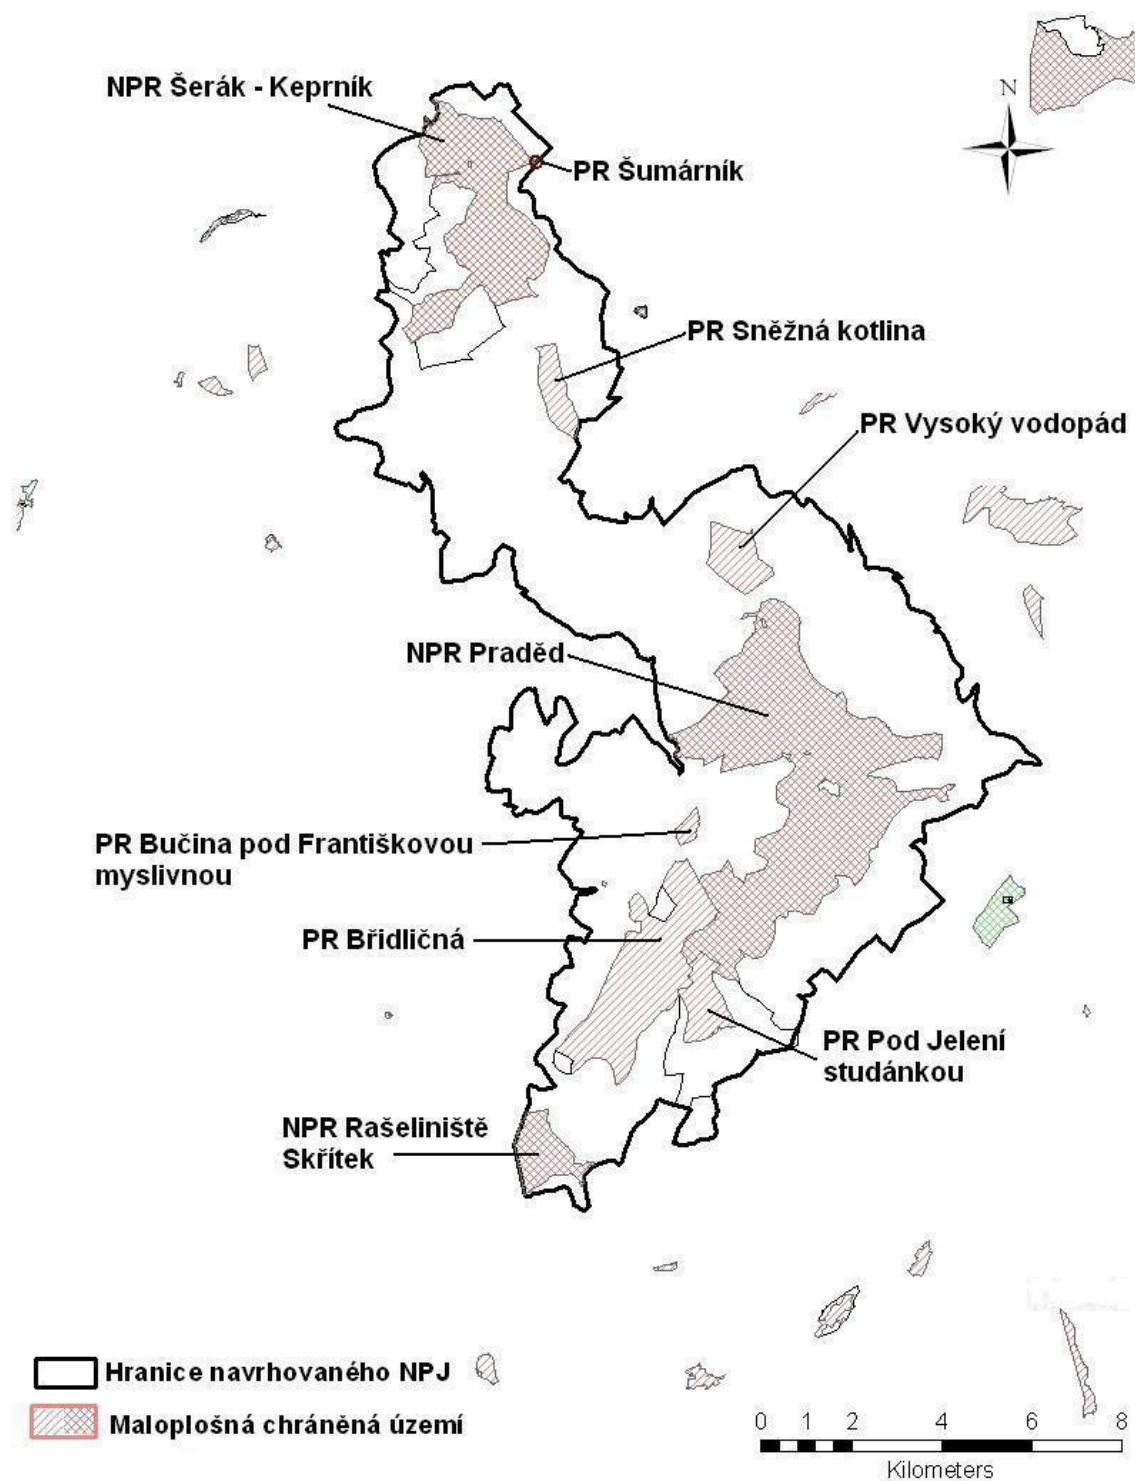 NPR Šerák - Keprník
N
PR Šumárník
PR Sněžná kotlina
PR Vysoký vodopád
NPR Praděd
PR Bučina pod Františkovou
myslivnou
PR Břidličná
PR Pod Jelení
studánkou
NPR Rašeliniště
Skřítek
Hranice navrhovaného NPJ
Maloplošná chráněná území
0 1 2 4 6 8
Kilometers